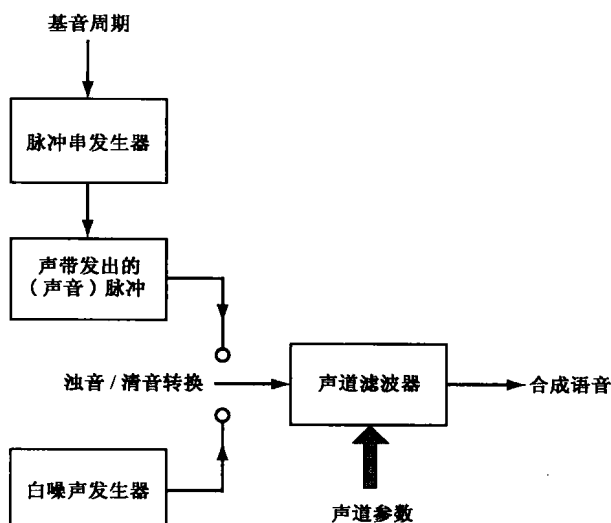 基音周期
脉冲串发生器
声带发出的
（声音）脉冲
浊音 / 清音转换
声道滤波器
合成语音
白噪声发生器
声道参数